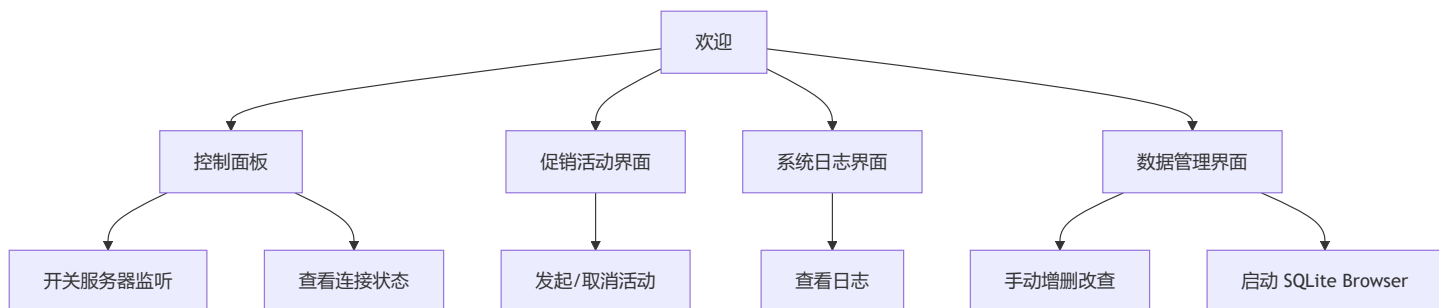 欢迎
控制面板
促销活动界面
系统日志界面
数据管理界面
开关服务器监听
查看连接状态
发起/取消活动
查看日志
手动增删改查
启动 SQLite Browser